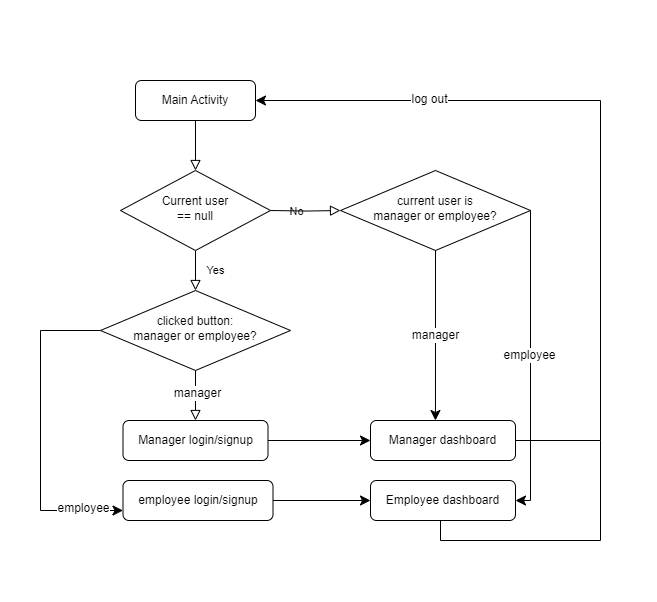 Main Activity
log out
Current user
== null
No
current user is
manager or employee?
Yes
clicked button:
manager or employee?
manager
employee
manager
Manager login/signup
Manager dashboard
employee login/signup
Employee dashboard
employee